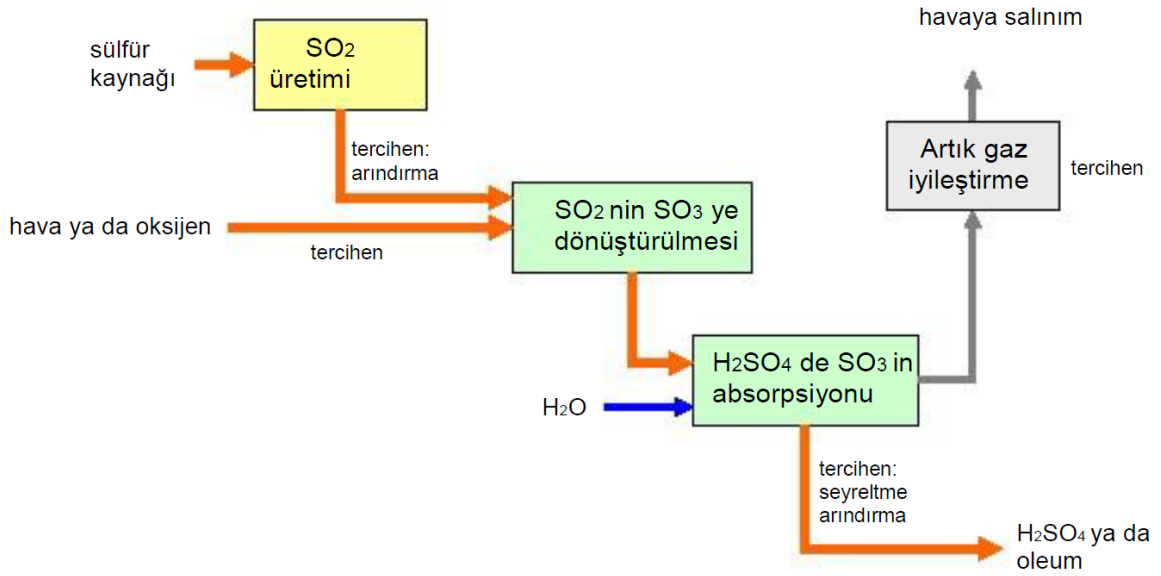 havaya salınım
sülfür
kaynağı
SO2
üretimi
tercihen:
arındırma
Artık gaz
iyileştirme
tercihen
hava ya da oksijen
tercihen
SO2 nin SO3 ye
dönüştürülmesi
H2SO4 de SO3 in
absorpsiyonu
H2O
tercihen:
seyreltme
arındırma
H2SO4 ya da
oleum